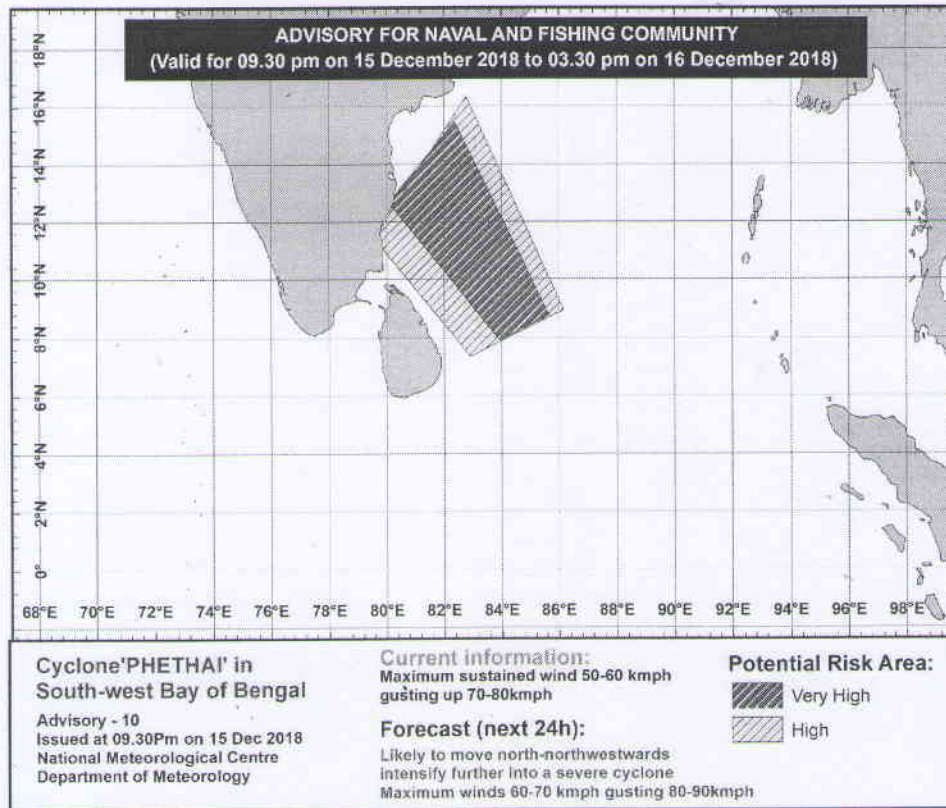 ADVISORY FOR NAVAL AND FISHING COMMUNITY
(Valid for 09.30 pm on 15 December 2018 to 03.30 pm on 16 December 2018)
18°N
16°N
14°N
12°N
10°N
8°N
6°N
4°N
2°N
0°
68°E 70°E 72°E 74°E 76°E 78°E 80°E 82°E 84°E 86°E 88°E 90°E 92°E 94°E 96°E 98°E
Cyclone'PHETHAI' in
South-west Bay of Bengal
Advisory - 10
Issued at 09.30Pm on 15 Dec 2018
National Meteorological Centre
Department of Meteorology
Current information:
Maximum sustained wind 50-60 kmph
gusting up 70-80kmph
Forecast (next 24h):
Likely to move north-northwestwards
intensify further into a severe cyclone
Maximum winds 60-70 kmph gusting 80-90kmph
Potential Risk Area:
Very High
High